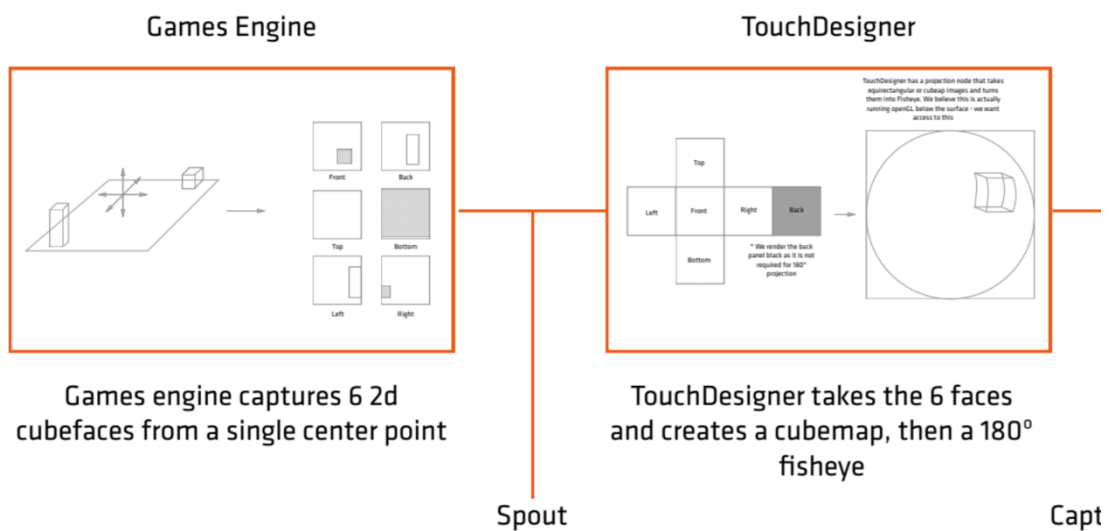 Games Engine
TouchDesigner
Front
Back
Top
Bottom
Left
Right
TouchDesigner has a projection node that takes
equirectangular or cubeap images and turns
them into Fisheye. We believe this is actually
running openGL below the surface - we want
access to this
Top
Left
Front
Right
Back
Bottom
* We render the back
panel black as it is not
required for 180°
projection
Games engine captures 6 2d
cubefaces from a single center point
TouchDesigner takes the 6 faces
and creates a cubemap, then a 180°
fisheye
Spout
Capt